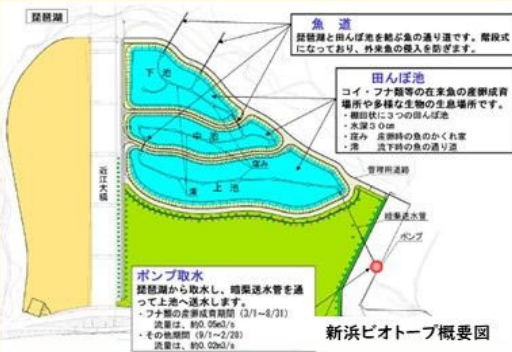 琵琶湖
魚 道
琵琶湖と田んぼ池を結ぶ魚の通り道です。階段式
になっており、外来魚の侵入を防ぎます。
田んぼ池
コイ・フナ類等の在来魚の産卵成育
場所や多様な生物の生息場所です。
・棚田状に3つの田んぼ池
・水深30㎝
・窪み 産卵時の魚のかくれ家
・澪 流下時の魚の通り道
下 池
中 池
窪み
澪 上 池
近江大橋
管理用道路
暗渠送水管
ポンプ
ポンプ取水
琵琶湖から取水し、暗渠送水管を通
って上池へ送水します。
・フナ類の産卵成育期間(3/1~8/31)
流量は、約0.05m3/s
・その他期間(9/1~2/28)
流量は、約0.02m3/s
新浜ビオトープ概要図